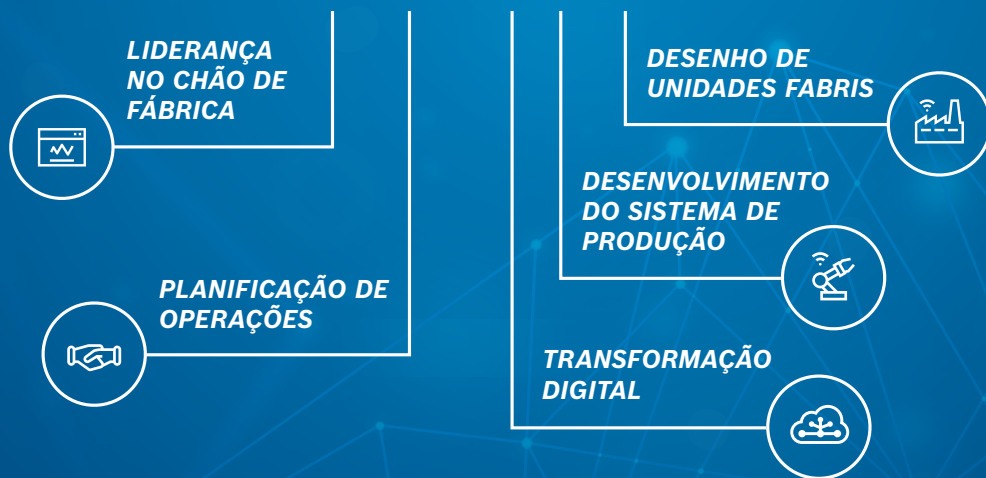 LIDERANÇA
NO CHÃO DE
FÁBRICA
PLANIFICAÇÃO DE
OPERAÇÕES
DESENHO DE
UNIDADES FABRIS
DESENVOLVIMENTO
DO SISTEMA DE
PRODUÇÃO
TRANSFORMAÇÃO
DIGITAL